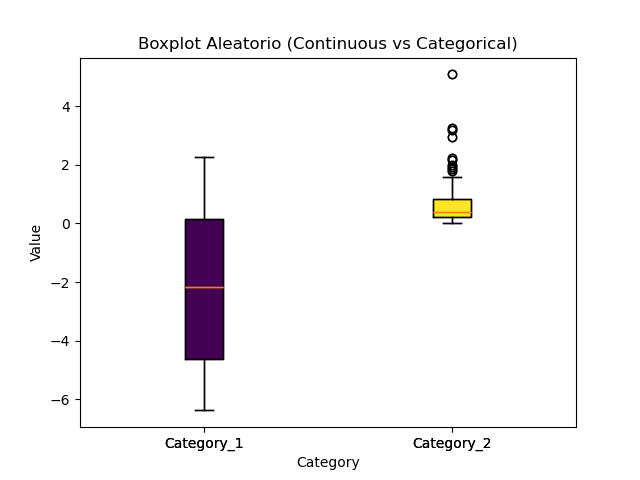 Boxplot Aleatorio (Continuous vs Categorical)
Value
4
2
0
−2
−4
−6
Category_1
Category_2
Category